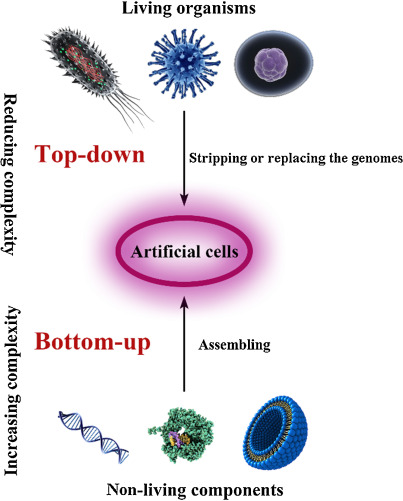 Living organisms
Reducing complexity
Top-down
Stripping or replacing the genomes
Artificial cells
Increasing complexity
Bottom-up
Assembling
Non-living components